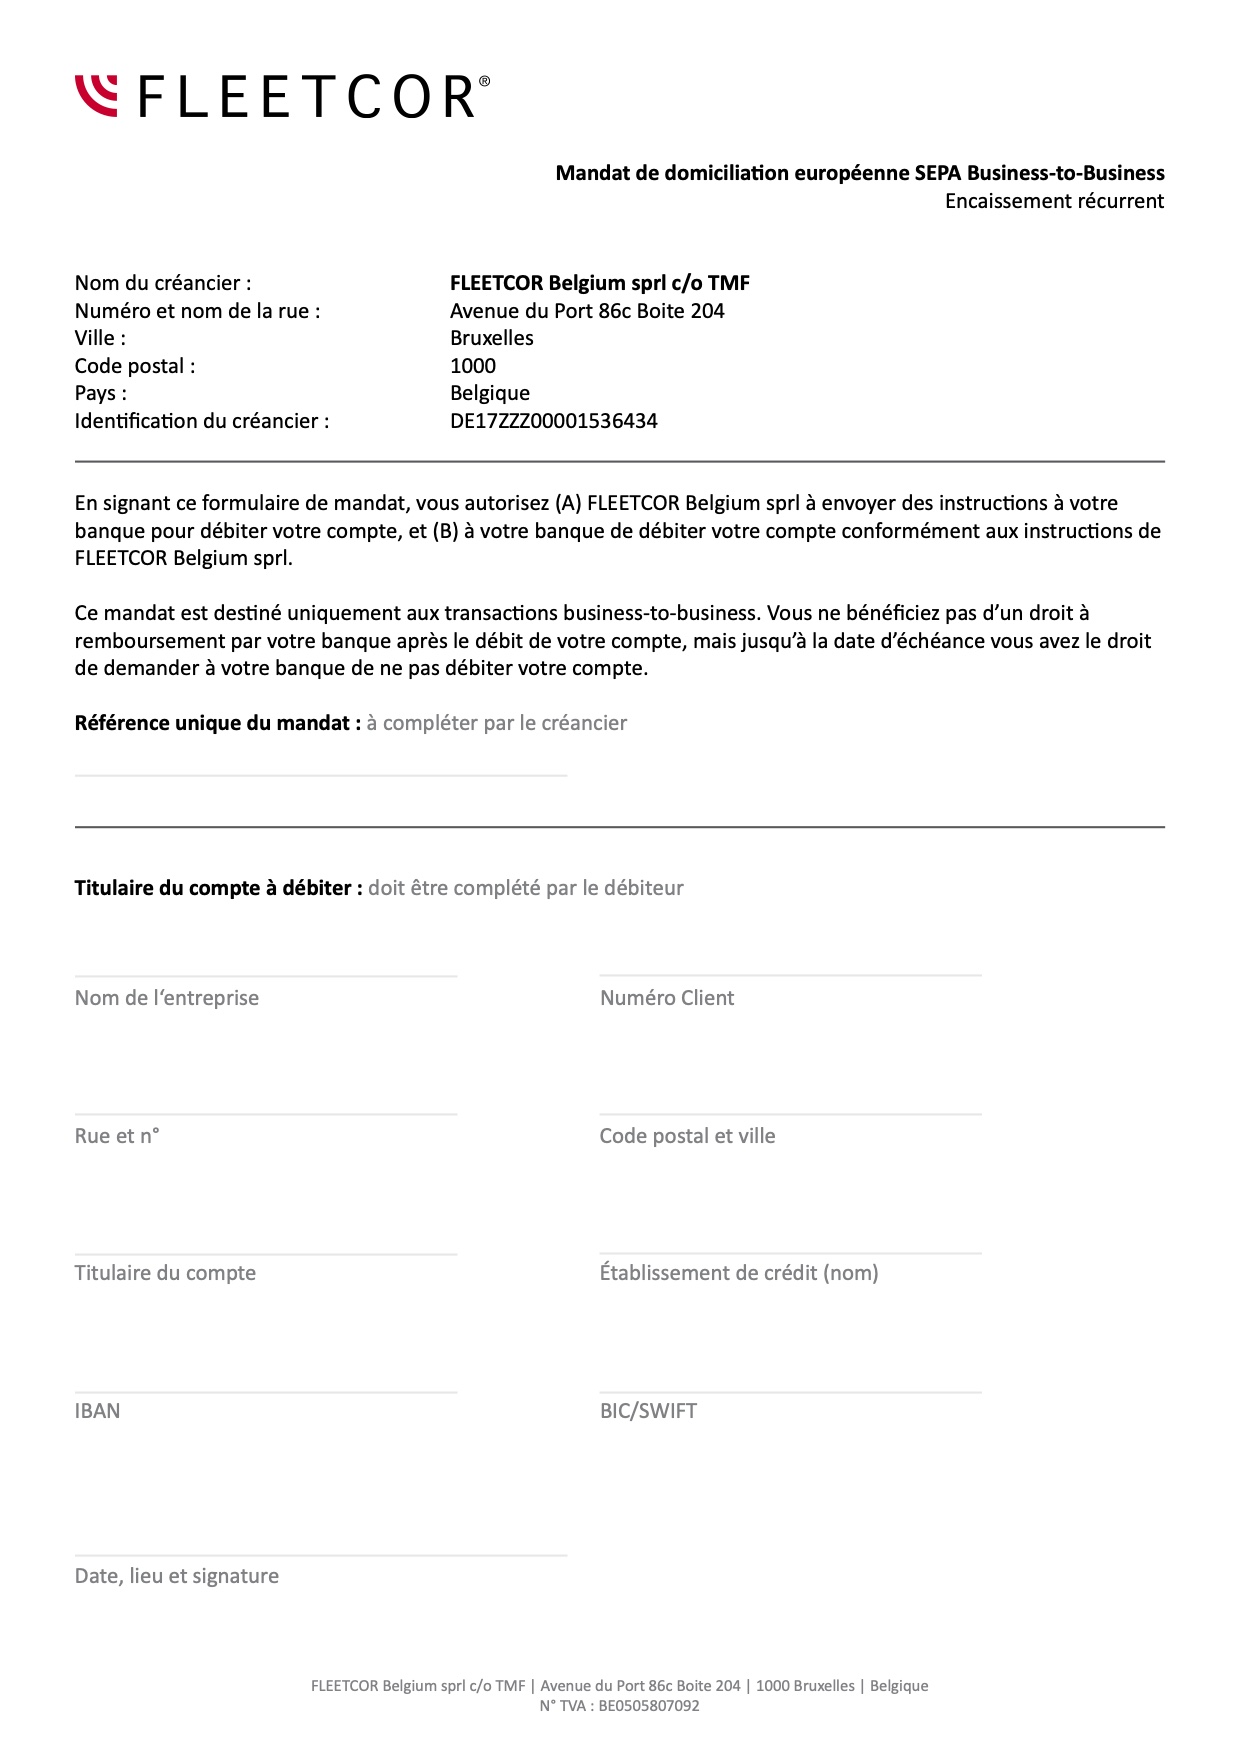 FLEETCOR®
Mandat de domiciliation européenne SEPA Business-to-Business
Encaissement récurrent
Nom du créancier : FLEETCOR Belgium sprl c/o TMF
Numéro et nom de la rue : Avenue du Port 86c Boite 204
Ville : Bruxelles
Code postal : 1000
Pays : Belgique
Identification du créancier : DE17ZZZ00001536434
En signant ce formulaire de mandat, vous autorisez (A) FLEETCOR Belgium sprl à envoyer des instructions à votre
banque pour débiter votre compte, et (B) à votre banque de débiter votre compte conformément aux instructions de
FLEETCOR Belgium sprl.
Ce mandat est destiné uniquement aux transactions business-to-business. Vous ne bénéficiez pas d’un droit à
remboursement par votre banque après le débit de votre compte, mais jusqu’à la date d’échéance vous avez le droit
de demander à votre banque de ne pas débiter votre compte.
Référence unique du mandat : à compléter par le créancier
Titulaire du compte à débiter : doit être complété par le débiteur
Nom de l‘entreprise Numéro Client
Rue et n° Code postal et ville
Titulaire du compte Établissement de crédit (nom)
IBAN BIC/SWIFT
Date, lieu et signature
FLEETCOR Belgium sprl c/o TMF | Avenue du Port 86c Boite 204 | 1000 Bruxelles | Belgique
N° TVA : BE0505807092